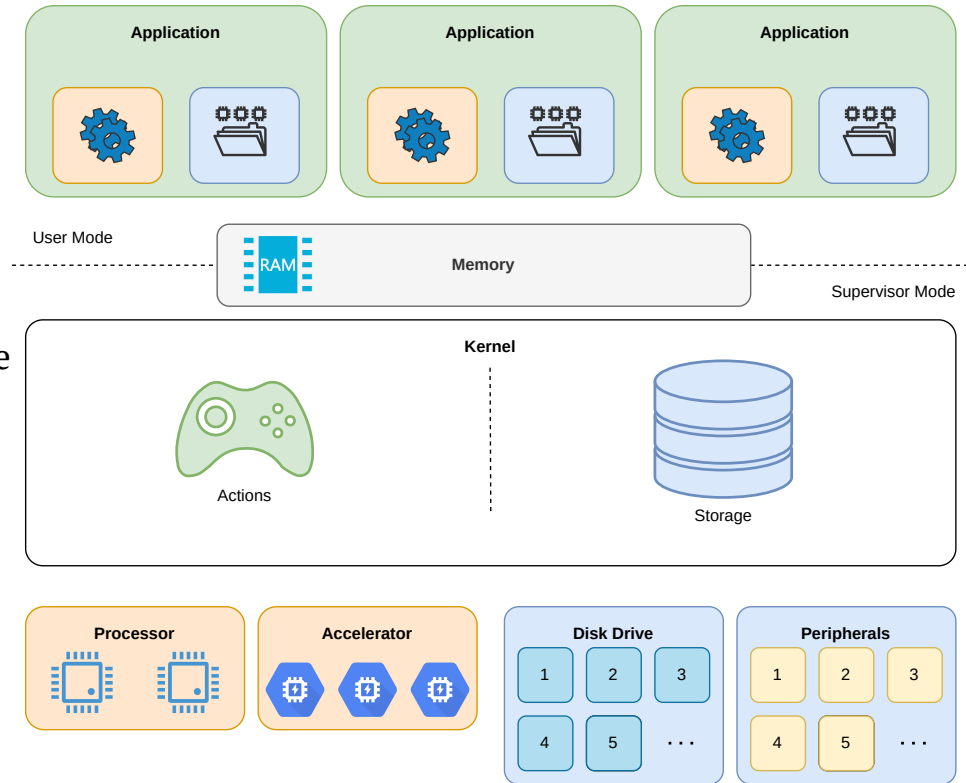 Application Application Application
User Mode
RAM Memory
Supervisor Mode
Kernel
e
Actions
Storage
Processor Accelerator Disk Drive Peripherals
1 2 3 1 2 3
4 5 ... 4 5 ...